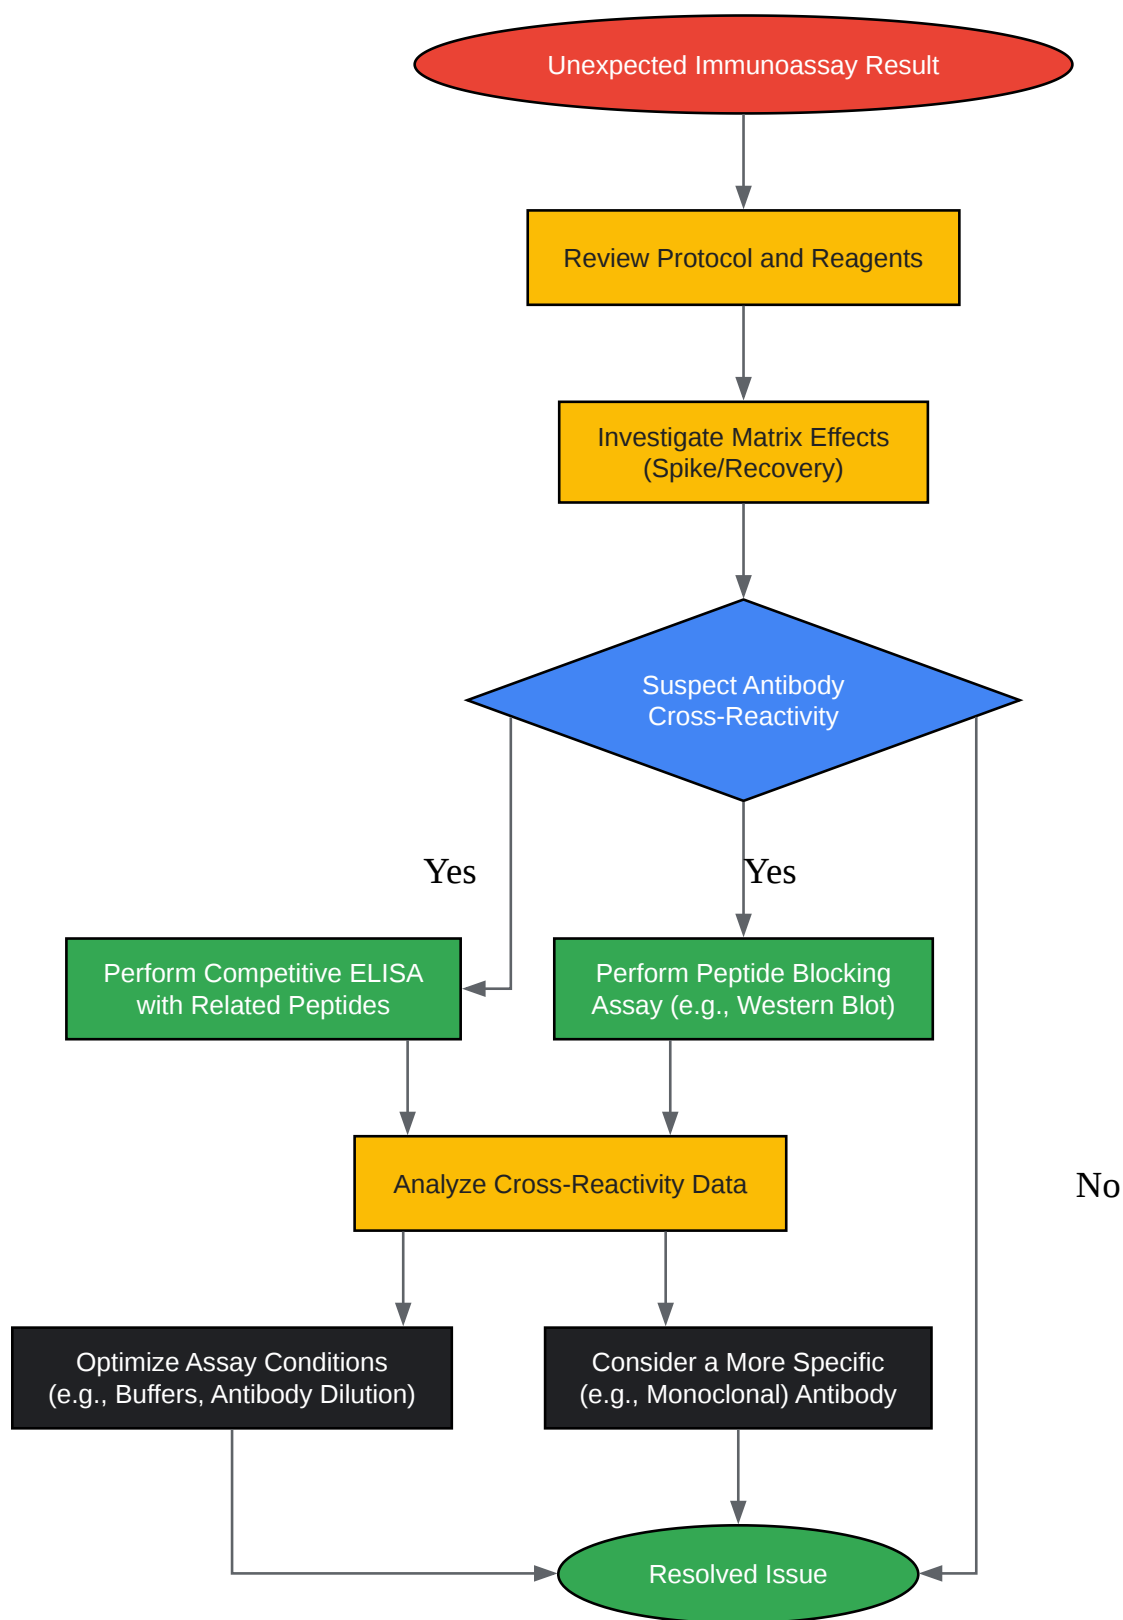 Unexpected Immunoassay Result
Review Protocol and Reagents
Investigate Matrix Effects
(Spike/Recovery)
Suspect Antibody
Cross-Reactivity
Yes
Yes
Perform Competitive ELISA
with Related Peptides
Perform Peptide Blocking
Assay (e.g., Western Blot)
Analyze Cross-Reactivity Data
No
Optimize Assay Conditions
(e.g., Buffers, Antibody Dilution)
Consider a More Specific
(e.g., Monoclonal) Antibody
Resolved Issue